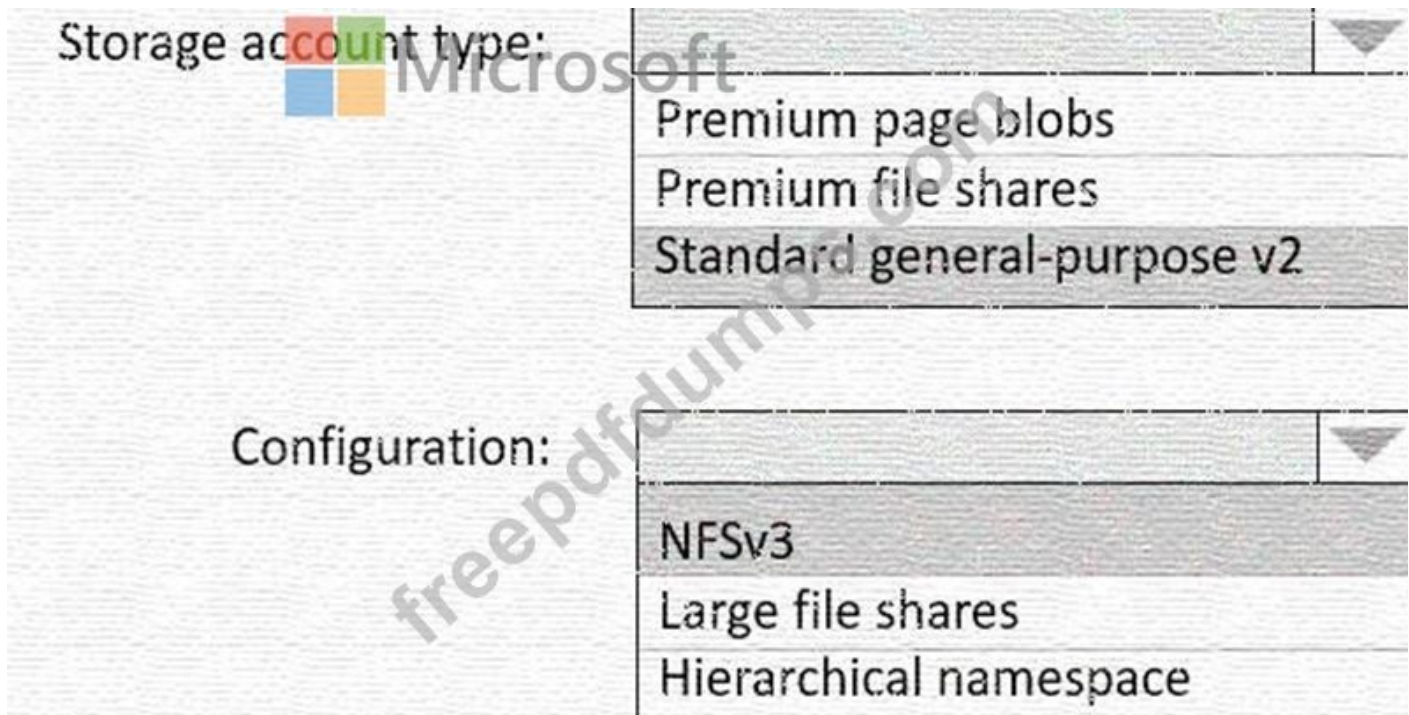 Storage account type:
Microsoft
Premium page blobs
Premium file shares
Standard general-purpose v2
Configuration:
NFSv3
Large file shares
Hierarchical namespace
freepdfdumps.com